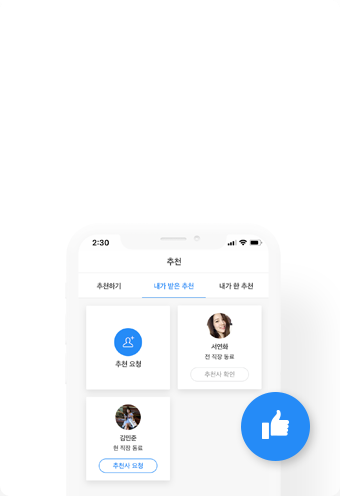 2:30
추천
추천하기
내가 받은 추천
내가 한 추천
추천 요청
서연화
전 직장 동료
추천사 확인
김민준
현 직장 동료
추천사 요청